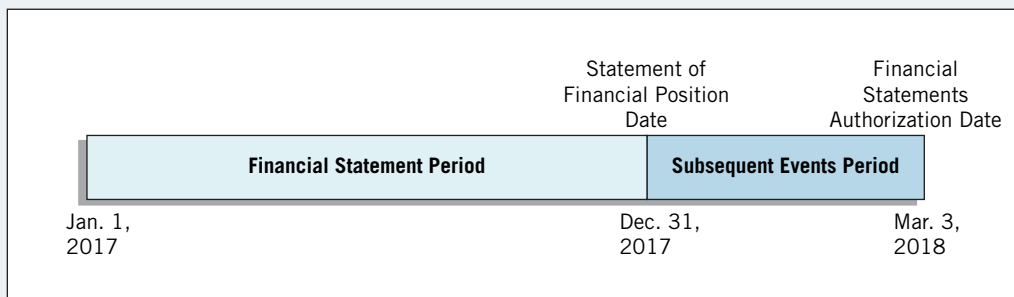 Statement of
Financial Position
Date
Financial
Statements
Authorization Date
Financial Statement Period
Subsequent Events Period
Jan. 1,
2017
Dec. 31,
2017
Mar. 3,
2018